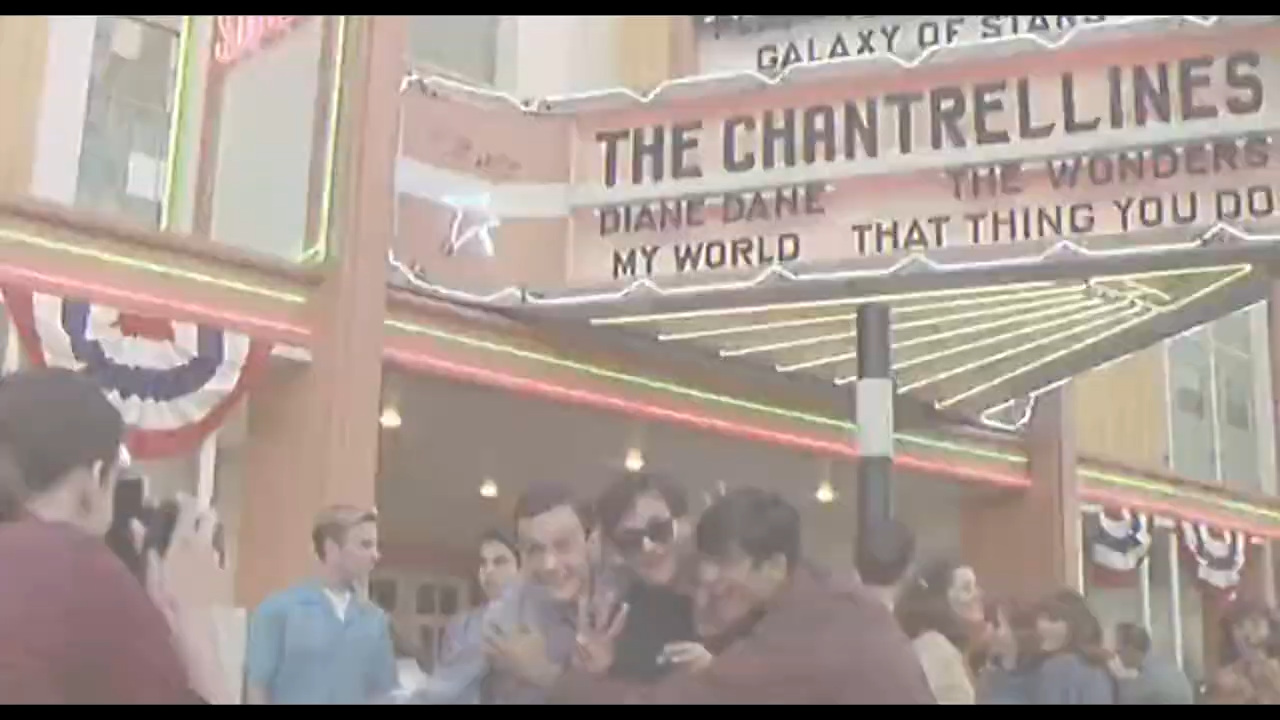 GALAXY OF STARS
THE CHANTRELLINES
DIANE DANE THE WONDERS
MY WORLD THAT THING YOU DO